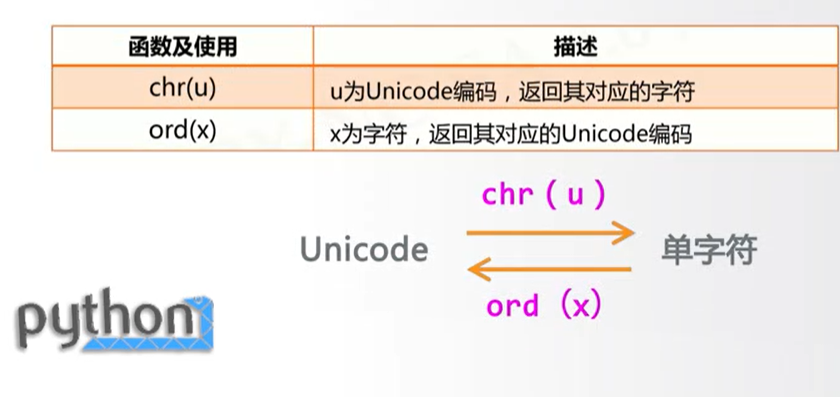 函数及使用 描述
chr(u) u为Unicode编码，返回其对应的字符
ord(x) x为字符，返回其对应的Unicode编码
chr（u）
Unicode 单字符
ord（x）
python